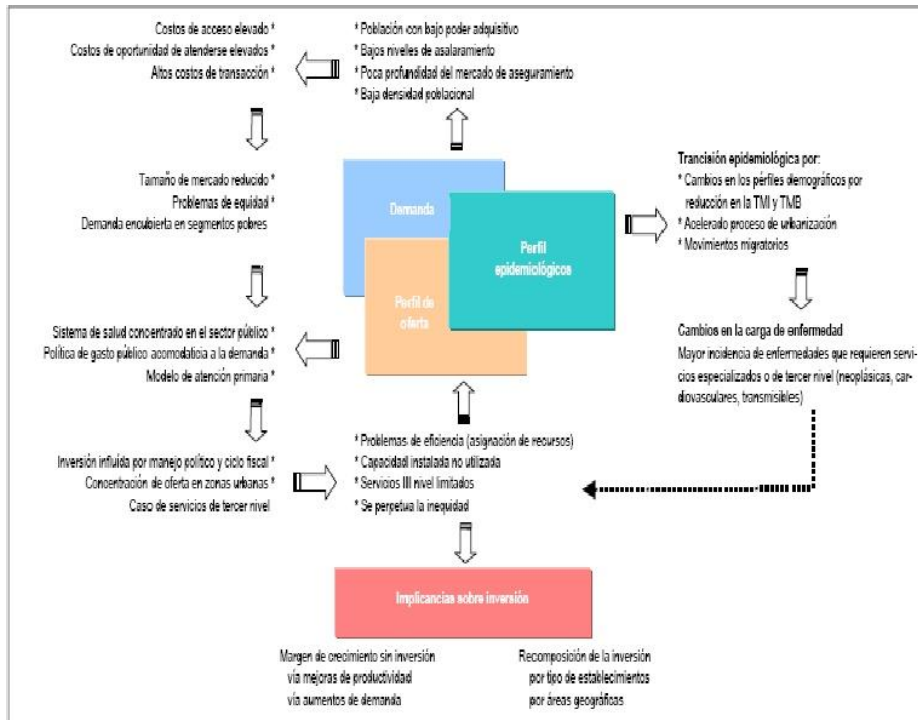 Costos de acceso elevado *
Costos de oportunidad de atenderse elevados *
Altos costos de transacción *
* Población con bajo poder adquisitivo
* Bajos niveles de asalaramiento
* Poca profundidad del mercado de aseguramiento
* Baja densidad poblacional
Tamaño de mercado reducido *
Problemas de equidad *
Demanda encubierta en segmentos pobres
Demanda
Perfil
epidemiológicos
Perfil de
oferta
Trancisión epidemiológica por:
* Cambios en los pérfiles demográficos por
reducción en la TMI y TMB
* Acelerado proceso de urbanización
* Movimientos migratorios
Sistema de salud concentrado en el sector público *
Política de gasto público acomodaticia a la demanda *
Modelo de atención primaria *
Cambios en la carga de enfermedad
Mayor incidencia de enfermedades que requieren servi-
cios especializados o de tercer nivel (neoplásicas, car-
diovasculares, transmisibles)
Inversión influída por manejo político y ciclo fiscal *
Concentración de oferta en zonas urbanas *
Caso de servicios de tercer nivel
* Problemas de eficiencia (asignación de recursos)
* Capacidad instalada no utilizada
* Servicios III nivel limitados
* Se perpetua la inequidad
Implicancias sobre inversión
Margen de crecimiento sin inversión
vía mejoras de productividad
vía aumentos de demanda
Recomposición de la inversión
por tipo de establecimientos
por áreas geográficas